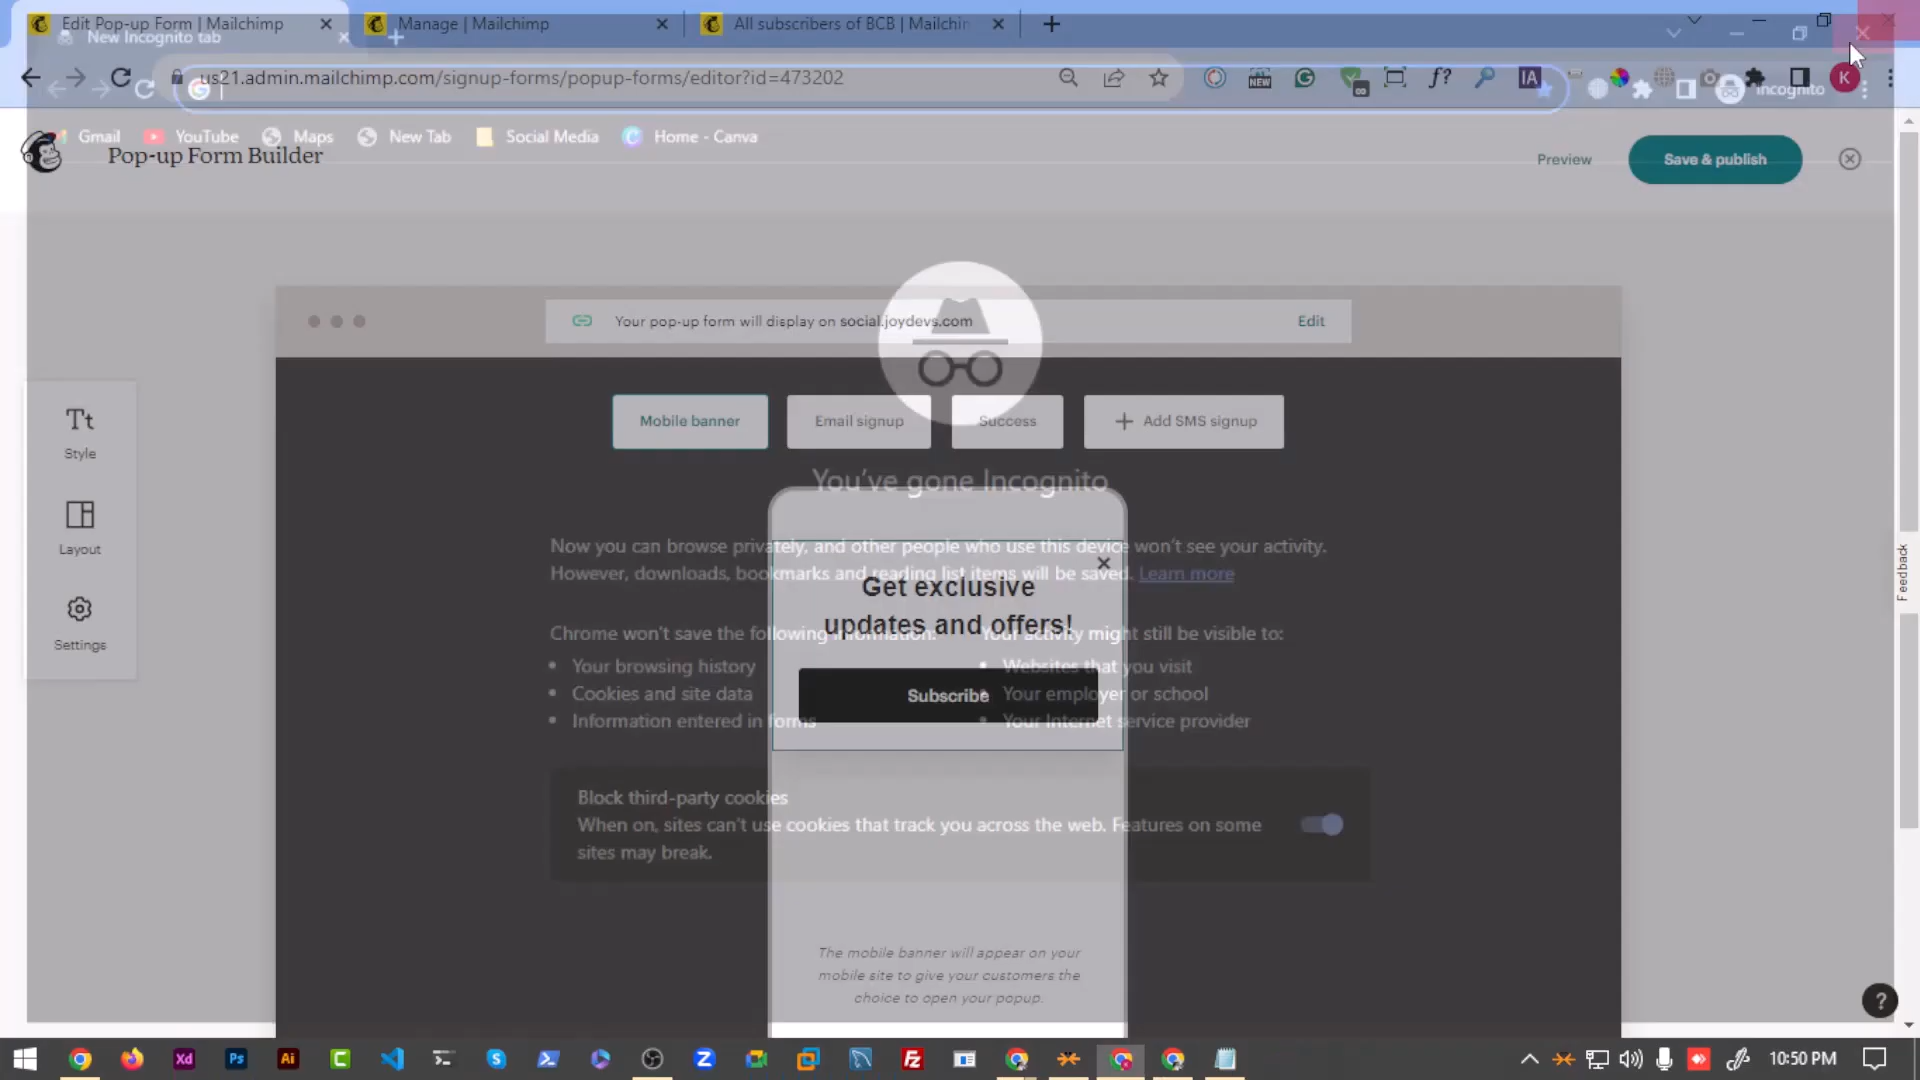 Edit Pop-up Form | Mailchimp
Manage | Mailchimp
All subscribers of BCB | Mailchim
New Incognito tab
us21.admin.mailchimp.com/signup-forms/popup-forms/editor?id=473202
NEW
IA
K
Incognito
Gmail
YouTube
Maps
New Tab
Social Media
Home - Canva
Pop-up Form Builder
Preview
Save & publish
Your pop-up form will display on social.joydevs.com
Edit
Tt
Style
Layout
Settings
Mobile banner
Email signup
Success
Add SMS signup
You've gone Incognito
Now you can browse privately, and other people who use this device won't see your activity.
However, downloads, bookmarks and reading list items will be saved. Learn more
Get exclusive
updates and offers!
Chrome won't save the following information:
Your browsing history
Cookies and site data
Information entered in forms
Your activity might still be visible to:
Websites that you visit
Your employer or school
Your Internet service provider
Subscribe
Block third-party cookies
When on, sites can't use cookies that track you across the web. Features on some
sites may break.
The mobile banner will appear on your
mobile site to give your customers the
choice to open your popup.
Feedback
?
Xd
Ps
Ai
10:50 PM